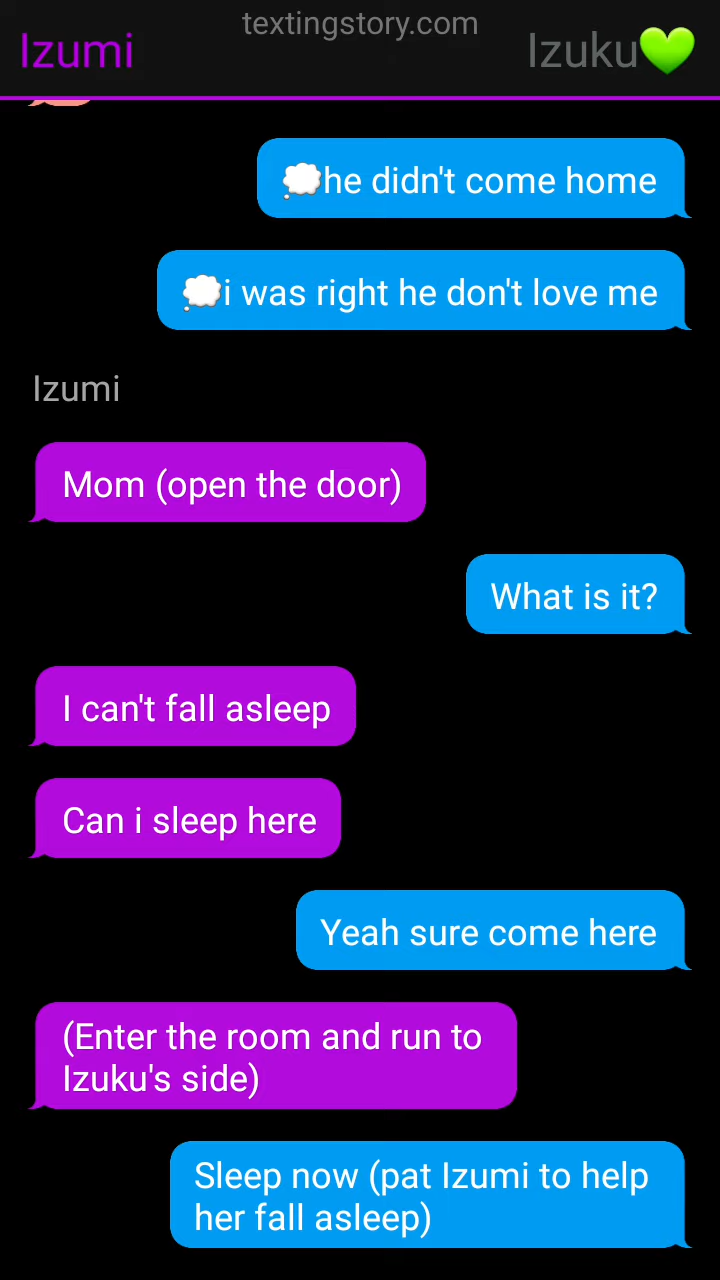 textingstory.com
Izumi
Izuku💚
💭he didn't come home
💭i was right he don't love me
Izumi
Mom (open the door)
What is it?
I can't fall asleep
Can i sleep here
Yeah sure come here
(Enter the room and run to
Izuku's side)
Sleep now (pat Izumi to help
her fall asleep)